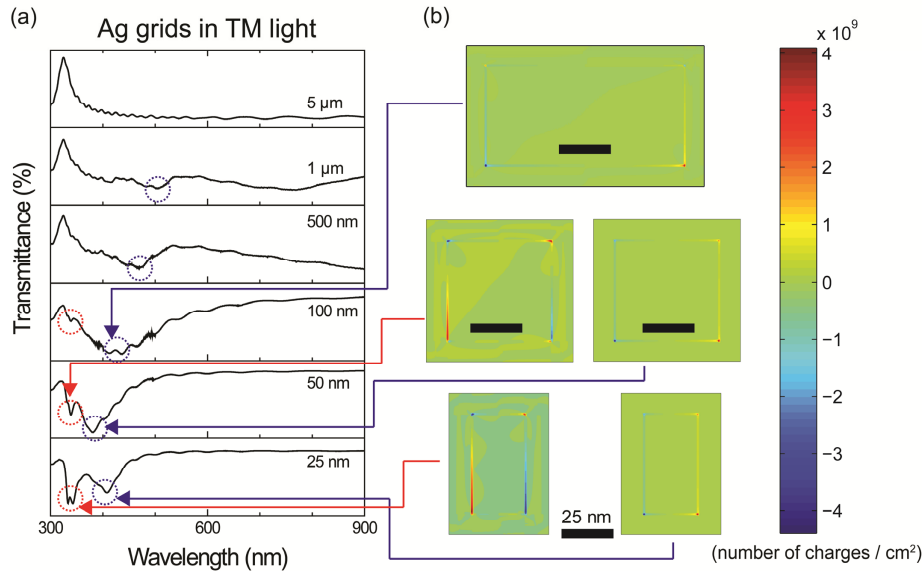 (a)
Ag grids in TM light
Transmittance (%)
5 µm
1 µm
500 nm
100 nm
50 nm
25 nm
300
600
900
Wavelength (nm)
(b)
25 nm
x 10⁹
4
3
2
1
0
−1
−2
−3
−4
(number of charges / cm²)